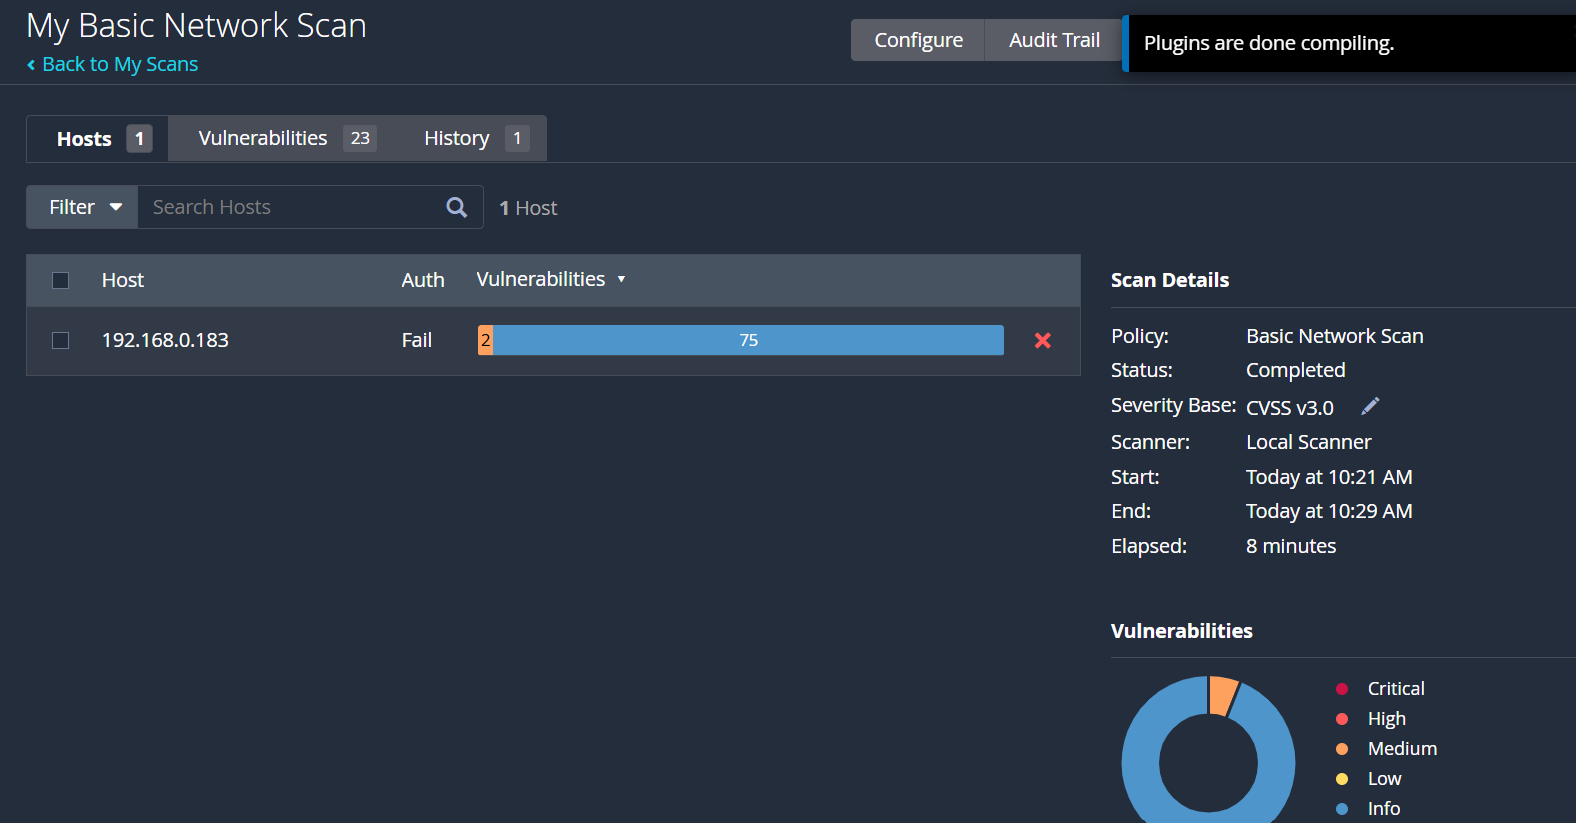 My Basic Network Scan
Back to My Scans
Configure
Audit Trail
Plugins are done compiling.
Hosts 1
Vulnerabilities 23
History 1
Filter
Search Hosts
1 Host
Host Auth Vulnerabilities
192.168.0.183 Fail 2 75
Scan Details
Policy: Basic Network Scan
Status: Completed
Severity Base: CVSS v3.0
Scanner: Local Scanner
Start: Today at 10:21 AM
End: Today at 10:29 AM
Elapsed: 8 minutes
Vulnerabilities
Critical
High
Medium
Low
Info